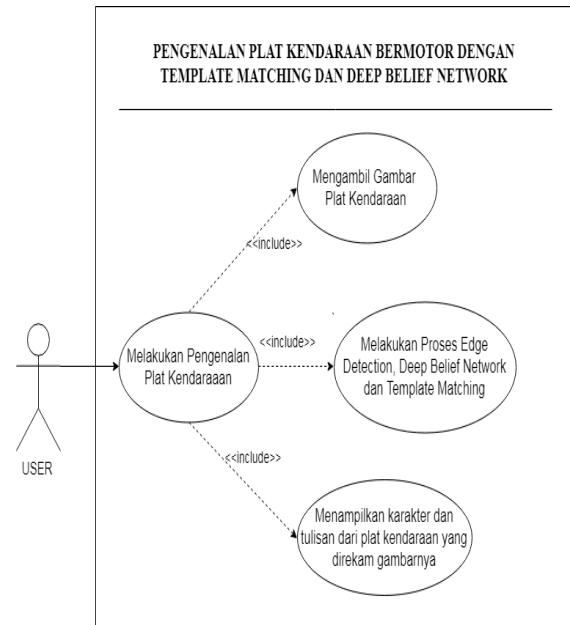 PENGENALAN PLAT KENDARAAN BERMOTOR DENGAN
TEMPLATE MATCHING DAN DEEP BELIEF NETWORK
Mengambil Gambar
Plat Kendaraan
<<include>>
Melakukan Pengenalan
Plat Kendaraaan
<<include>>
Melakukan Proses Edge
Detection, Deep Belief Network
dan Template Matching
USER
<<include>>
Menampilkan karakter dan
tulisan dari plat kendaraan yang
direkam gambarnya